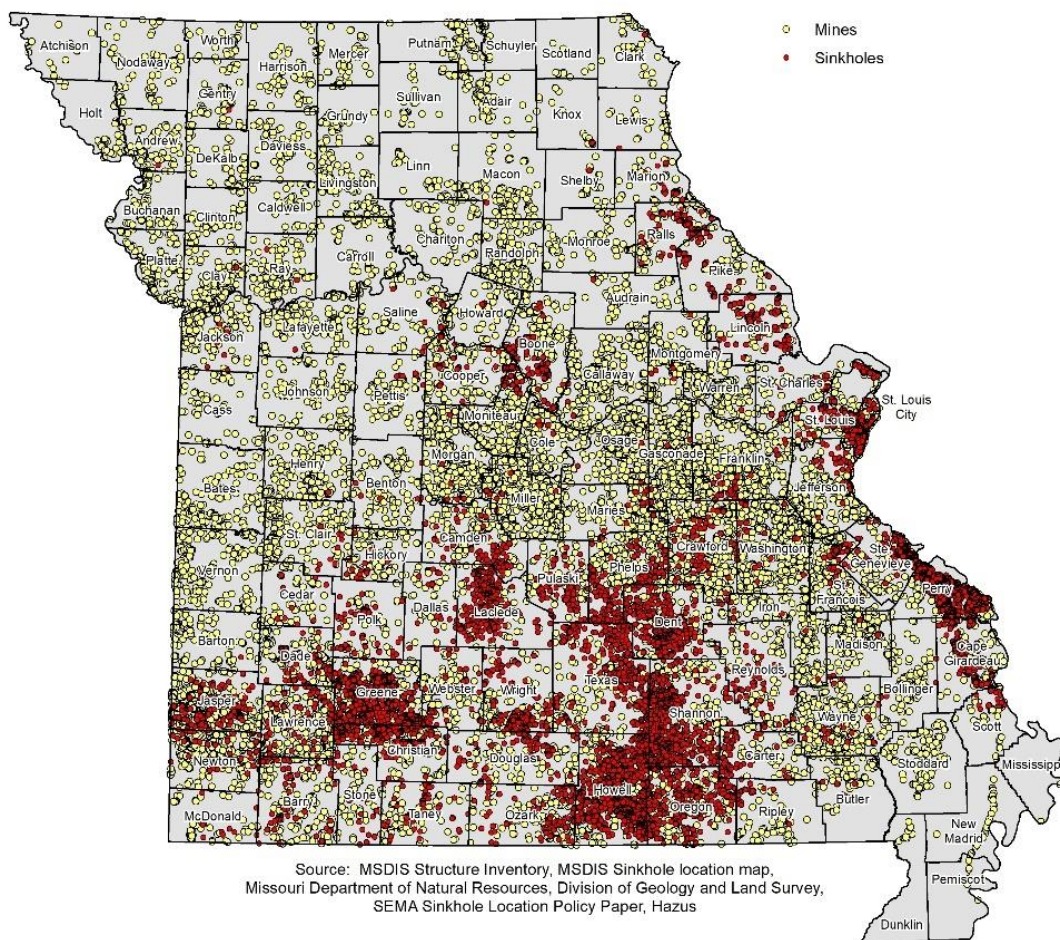 Mines
Sinkholes
Atchison
Nodaway
Worth
Harrison
Mercer
Putnam
Schuyler
Scotland
Clark
Holt
Gentry
Sullivan
Adair
Knox
Lewis
Andrew
DeKalb
Daviess
Grundy
Linn
Macon
Shelby
Marion
Livingston
Buchanan
Clinton
Caldwell
Chariton
Randolph
Monroe
Ralls
Platte
Clay
Ray
Carroll
Pike
Audrain
Saline
Howard
Jackson
Lafayette
Boone
Lincoln
Montgomery
Cooper
Callaway
Warren
St. Charles
St. Louis
City
Cass
Johnson
Pettis
Moniteau
St. Louis
Cole
Osage
Gasconade
Franklin
Morgan
Henry
Bates
Benton
Miller
Jefferson
Maries
St. Clair
Camden
Hickory
Crawford
Washington
Ste.
Genevieve
Vernon
Phelps
Pulaski
Perry
St.
Francois
Cedar
Dallas
Laclede
Iron
Polk
Dent
Barton
Madison
Cape
Girardeau
Dade
Reynolds
Texas
Jasper
Greene
Webster
Wright
Bollinger
Lawrence
Shannon
Wayne
Scott
Newton
Christian
Douglas
Carter
Stoddard
Mississippi
Howell
Barry
Stone
Oregon
Butler
McDonald
Taney
Ozark
Ripley
New
Madrid
Pemiscot
Dunklin
Source: MSDIS Structure Inventory, MSDIS Sinkhole location map,
Missouri Department of Natural Resources, Division of Geology and Land Survey,
SEMA Sinkhole Location Policy Paper, Hazus